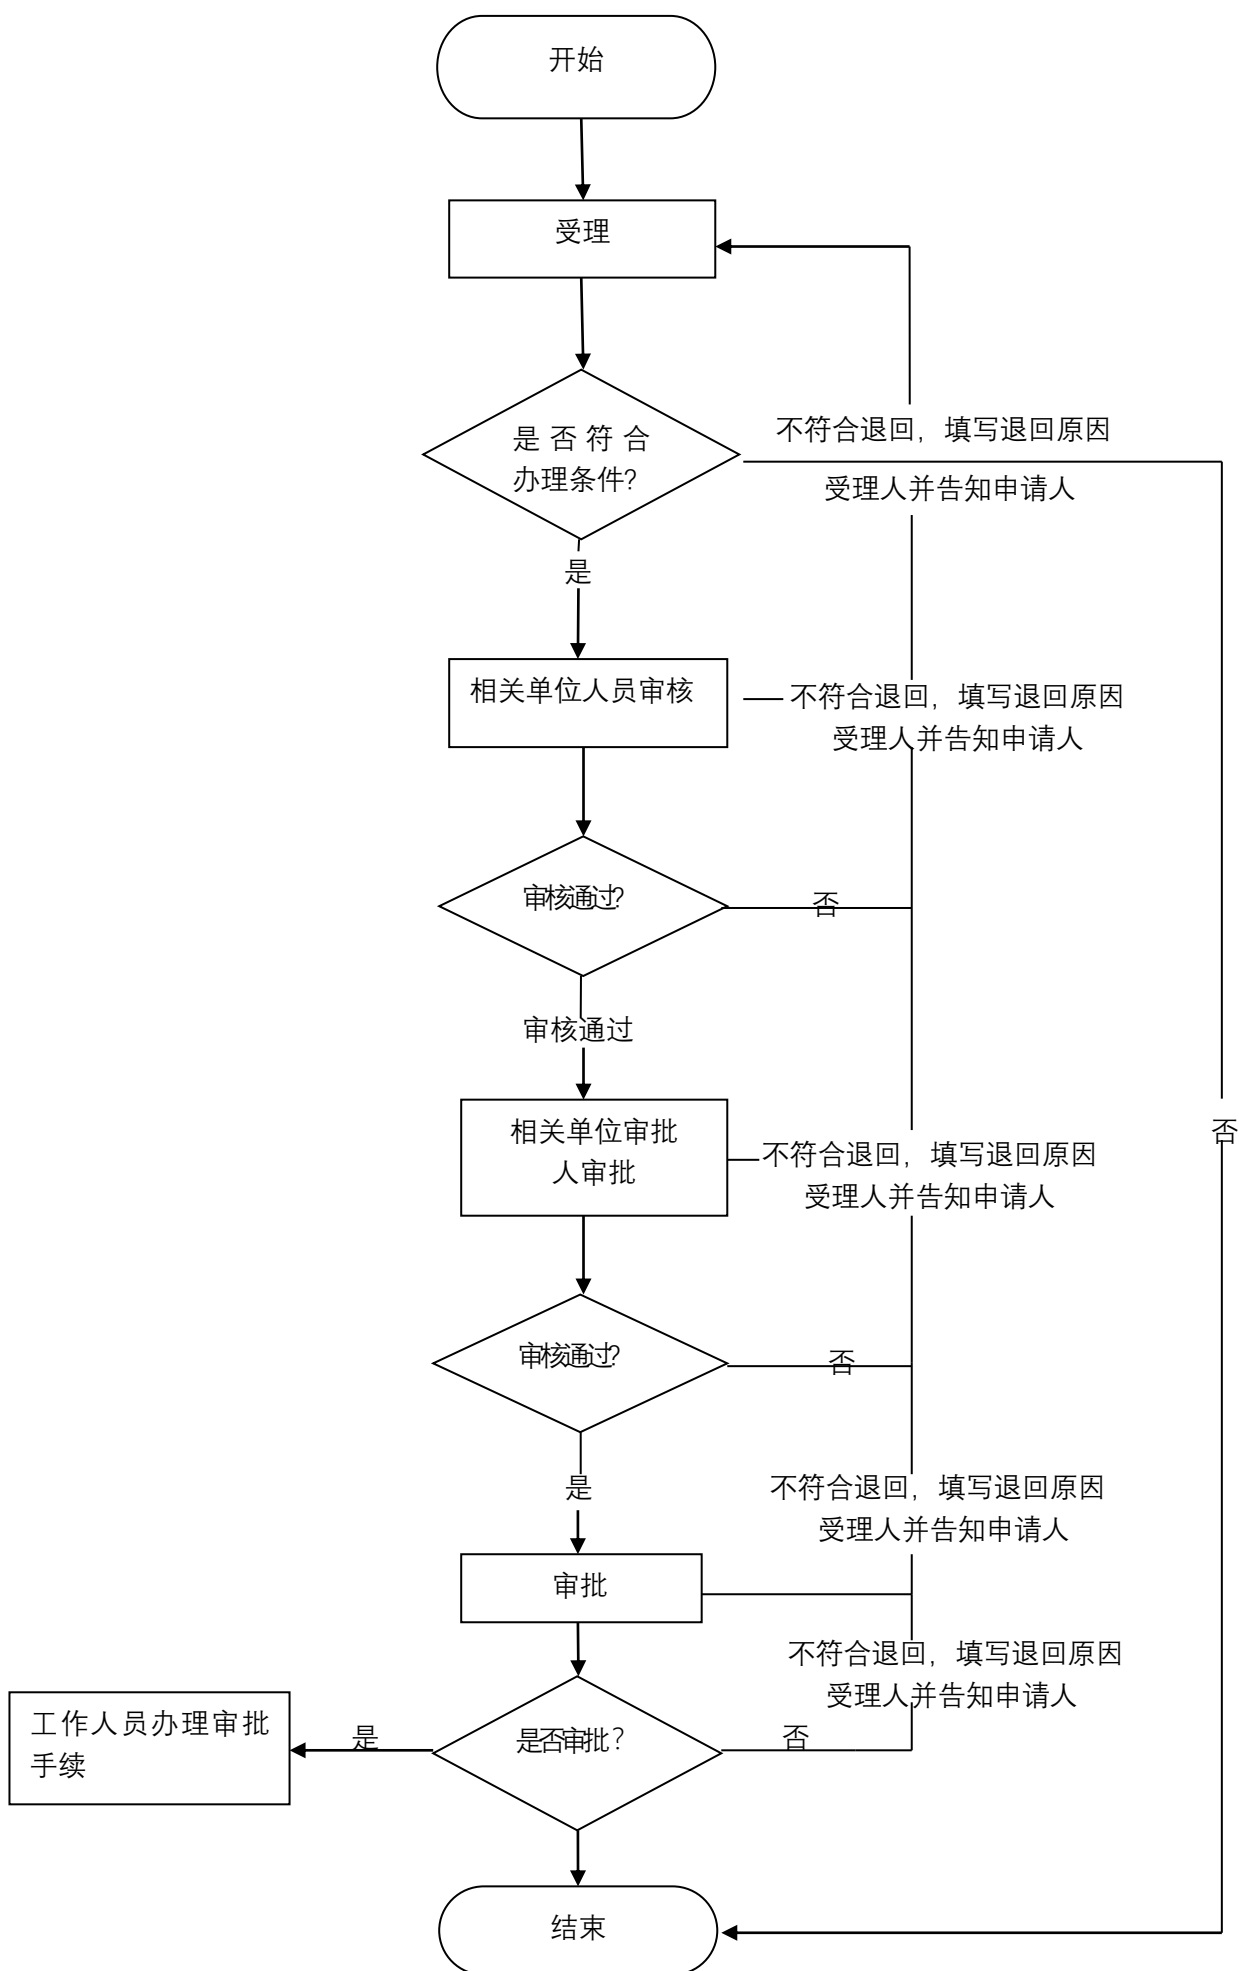 开始
受理
不符合退回，填写退回原因
是否符合
办理条件?
受理人并告知申请人
是
相关单位人员审核
不符合退回，填写退回原因
受理人并告知申请人
审核通过?
否
审核通过
相关单位审批
人审批
不符合退回，填写退回原因
受理人并告知申请人
否
审核通过?
否
是
不符合退回，填写退回原因
受理人并告知申请人
审批
不符合退回，填写退回原因
受理人并告知申请人
工作人员办理审批
手续
是
是否审批？
否
结束